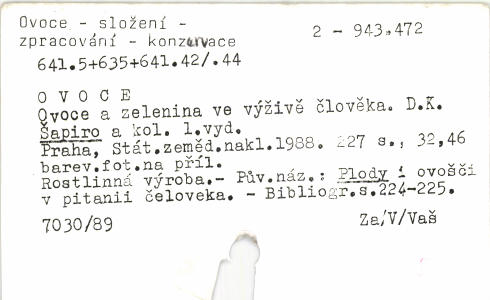 Ovoce - složení -
zpracování - konzervace
2 - 943.472
641.5+635+641.42/.44
O V O C E
Ovoce a zelenina ve výživě člověka. D.K.
Šapiro a kol. 1.vyd.
Praha, Stát.zeměd.nakl.1988. 227 s., 32,46
barev.fot.na příl.
Rostlinná výroba.- Pův.náz.: Plody i ovošči
v pitanii čeloveka. - Bibliogr.s.224-225.
7030/89
Za/V/Vaš